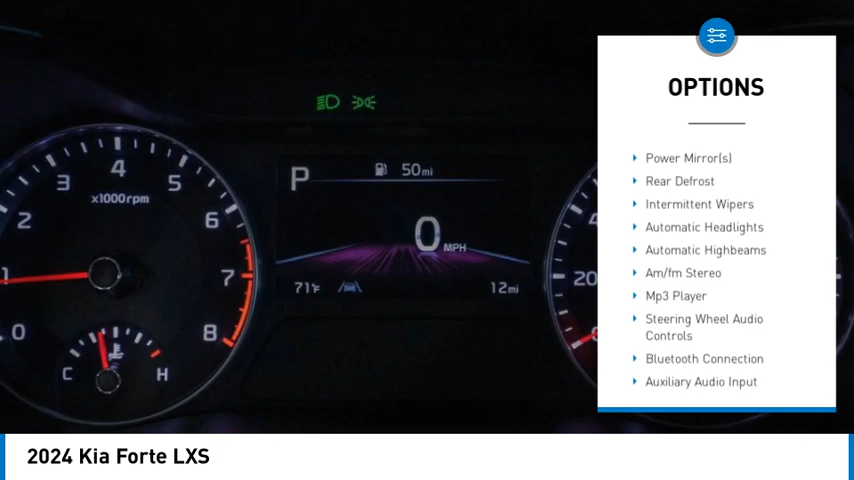 OPTIONS
Power Mirror(s)
Rear Defrost
Intermittent Wipers
Automatic Headlights
Automatic Highbeams
Am/fm Stereo
Mp3 Player
Steering Wheel Audio
Controls
Bluetooth Connection
Auxiliary Audio Input
P
50mi
0 MPH
71°F
12mi
x1000rpm
0
1
2
3
4
5
6
7
8
C
H
20
2024 Kia Forte LXS